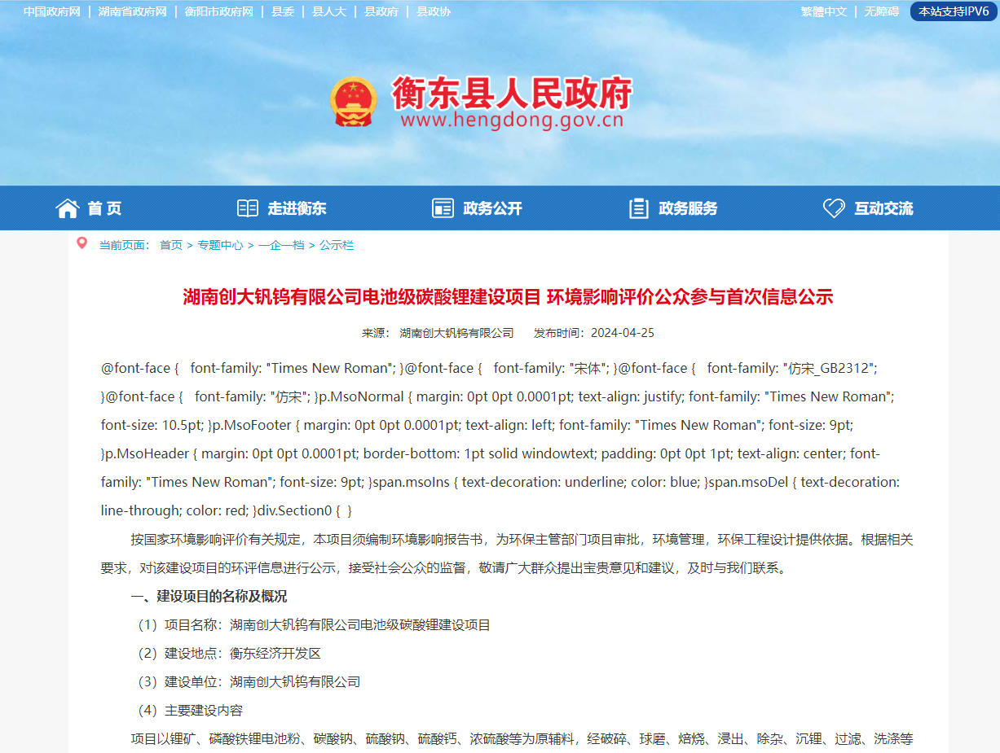 中国政府网 | 湖南省政府网 | 衡阳市政府网 | 县委 | 县人大 | 县政府 | 县政协
繁體中文 | 无障碍 本站支持IPV6
衡东县人民政府
www.hengdong.gov.cn
首 页 走进衡东 政务公开 政务服务 互动交流
当前页面： 首页 > 专题中心 > 一企一档 > 公示栏
湖南创大钒钨有限公司电池级碳酸锂建设项目 环境影响评价公众参与首次信息公示
来源： 湖南创大钒钨有限公司 发布时间：2024-04-25
@font-face { font-family: "Times New Roman"; }@font-face { font-family: "宋体"; }@font-face { font-family: "仿宋_GB2312";
}@font-face { font-family: "仿宋"; }p.MsoNormal { margin: 0pt 0pt 0.0001pt; text-align: justify; font-family: "Times New Roman";
font-size: 10.5pt; }p.MsoFooter { margin: 0pt 0pt 0.0001pt; text-align: left; font-family: "Times New Roman"; font-size: 9pt;
}p.MsoHeader { margin: 0pt 0pt 0.0001pt; border-bottom: 1pt solid windowtext; padding: 0pt 0pt 1pt; text-align: center; font-
family: "Times New Roman"; font-size: 9pt; }span.msoIns { text-decoration: underline; color: blue; }span.msoDel { text-decoration:
line-through; color: red; }div.Section0 { }
按国家环境影响评价有关规定，本项目须编制环境影响报告书，为环保主管部门项目审批，环境管理，环保工程设计提供依据。根据相关
要求，对该建设项目的环评信息进行公示，接受社会公众的监督，敬请广大群众提出宝贵意见和建议，及时与我们联系。
一、建设项目的名称及概况
（1）项目名称：湖南创大钒钨有限公司电池级碳酸锂建设项目
（2）建设地点：衡东经济开发区
（3）建设单位：湖南创大钒钨有限公司
（4）主要建设内容
项目以锂矿、磷酸铁锂电池粉、碳酸钠、硫酸钠、硫酸钙、浓硫酸等为原辅料，经破碎、球磨、焙烧、浸出、除杂、沉锂、过滤、洗涤等